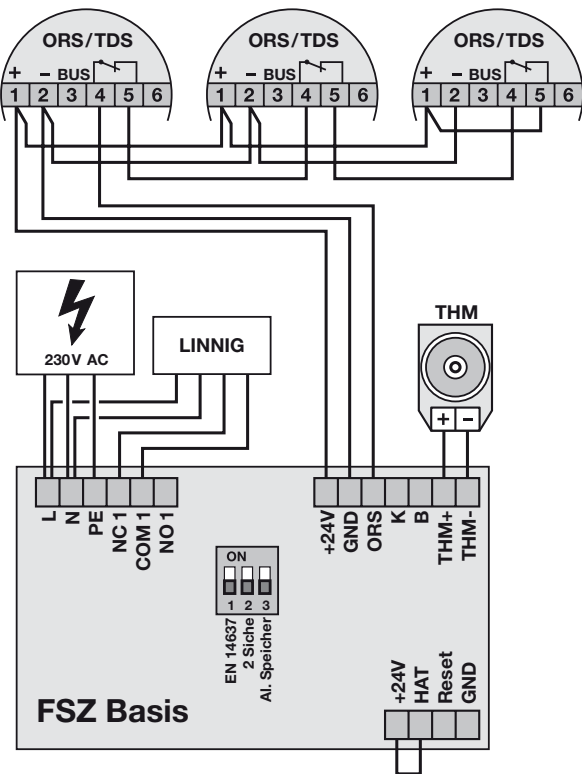 ORS/TDS ORS/TDS ORS/TDS
+ – BUS + – BUS + – BUS
1 2 3 4 5 6 1 2 3 4 5 6 1 2 3 4 5 6
230V AC
LINNIG
THM
+ –
L
N
PE
NC 1
COM 1
NO 1
+24V
GND
ORS
K
B
THM+
THM-
ON
1 2 3
EN 14637
2 Siche
Al. Speicher
+24V
HAT
Reset
GND
FSZ Basis